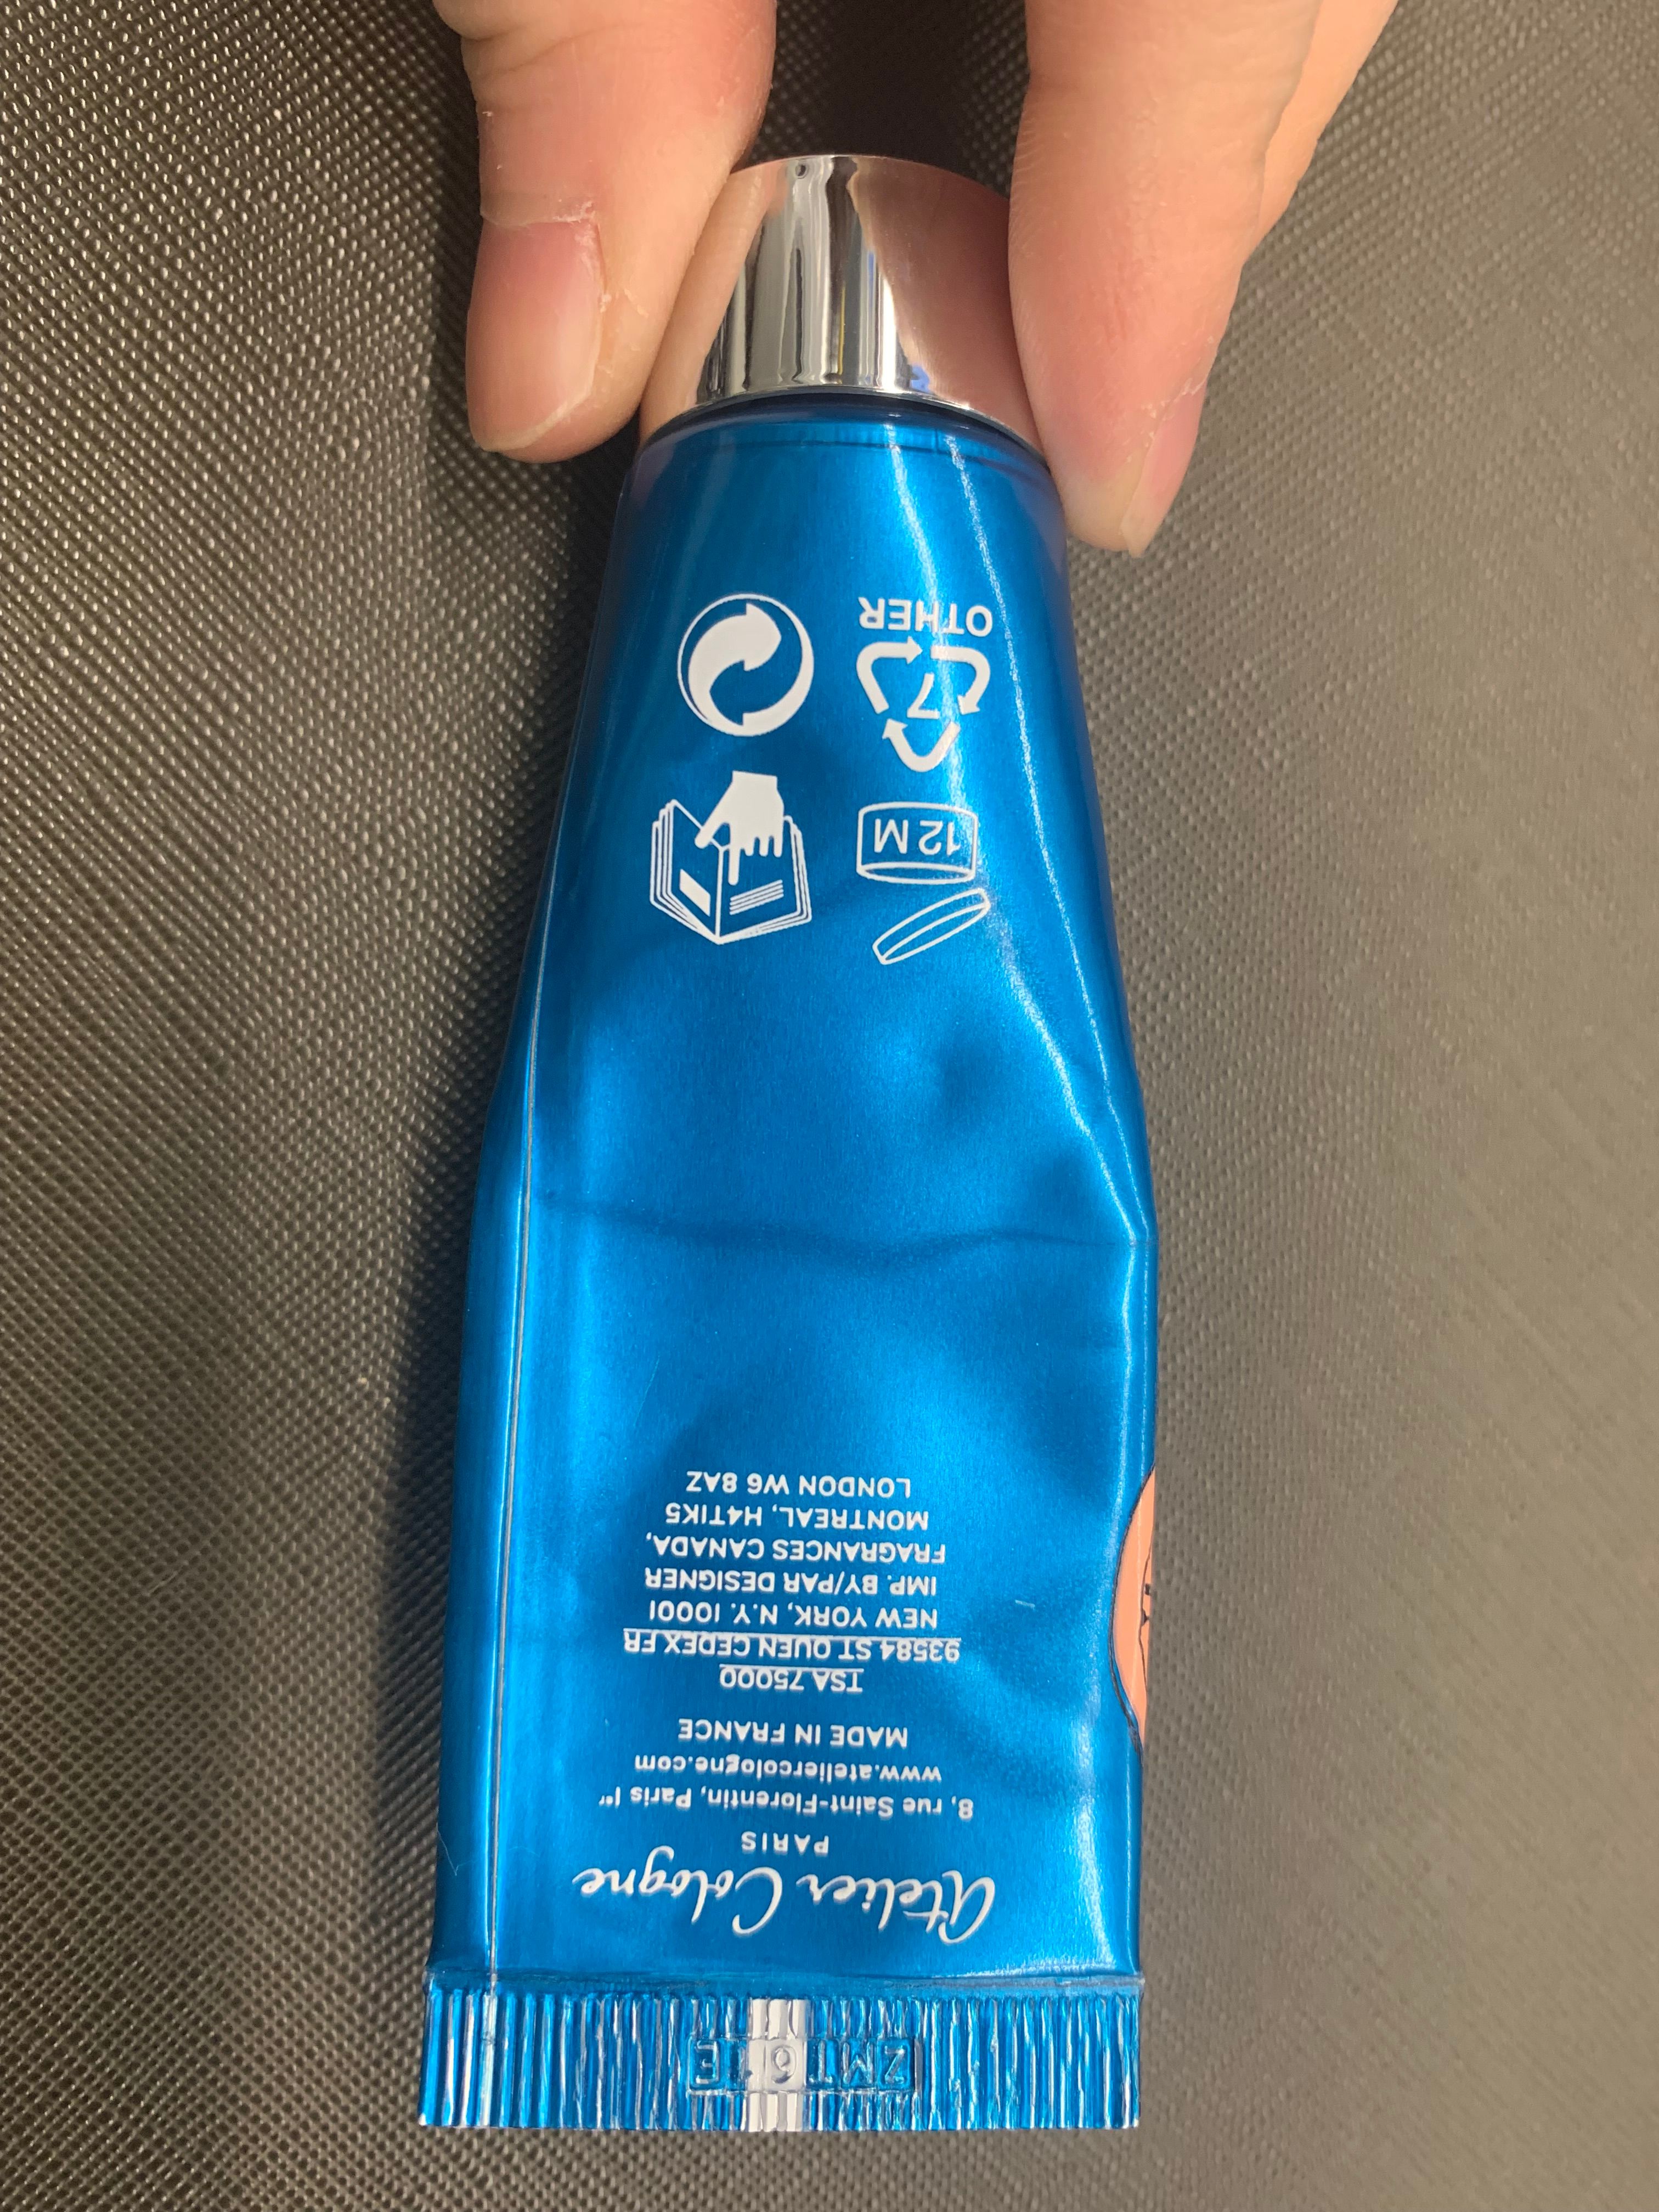 Atelier Cologne
PARIS
8, rue Saint-Florentin, Paris 1er
www.ateliercologne.com
MADE IN FRANCE
TSA 75000
93584 ST OUEN CEDEX FR
NEW YORK, N.Y. 10001
IMP. BY/PAR DESIGNER
FRAGRANCES CANADA,
MONTREAL, H4T1K5
LONDON W6 8AZ
12 M
7
OTHER